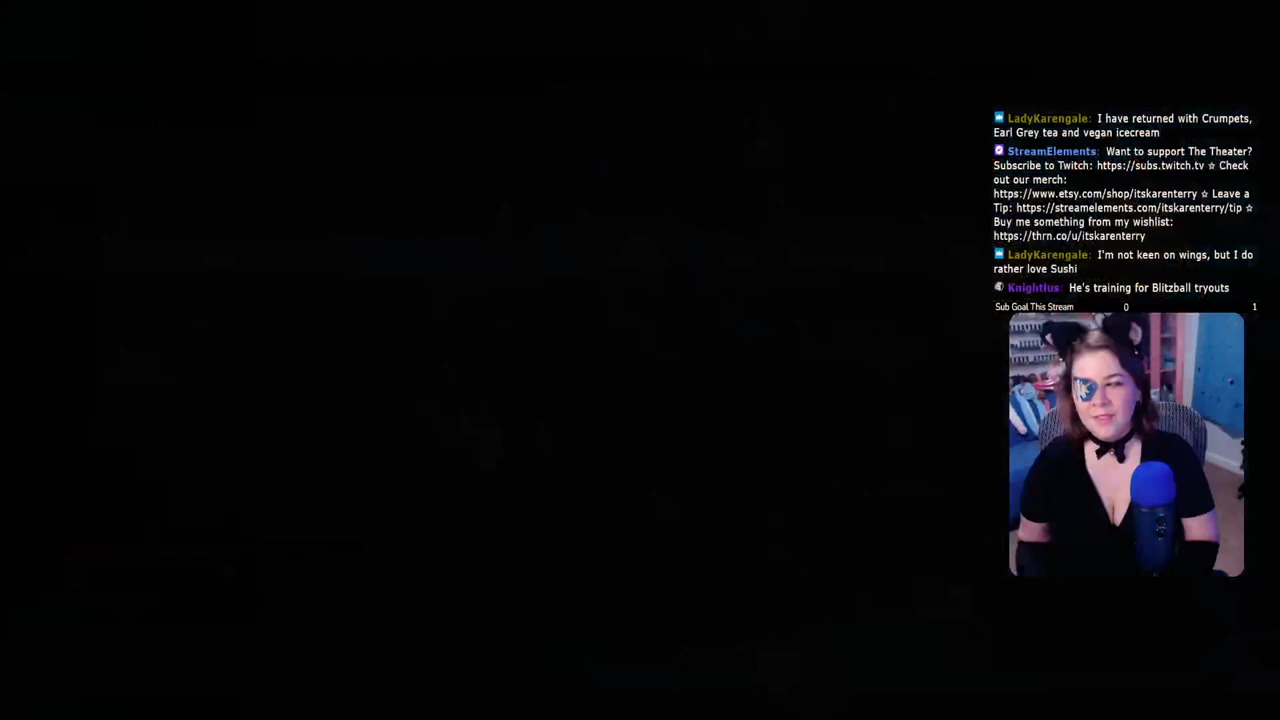 LadyKarengale: I have returned with Crumpets,
Earl Grey tea and vegan icecream
StreamElements: Want to support The Theater?
Subscribe to Twitch: https://subs.twitch.tv ☆ Check
out our merch:
https://www.etsy.com/shop/itskarenterry ☆ Leave a
Tip: https://streamelements.com/itskarenterry/tip ☆
Buy me something from my wishlist:
https://thrn.co/u/itskarenterry
LadyKarengale: I'm not keen on wings, but I do
rather love Sushi
Knightlus: He's training for Blitzball tryouts
Sub Goal This Stream 0 1